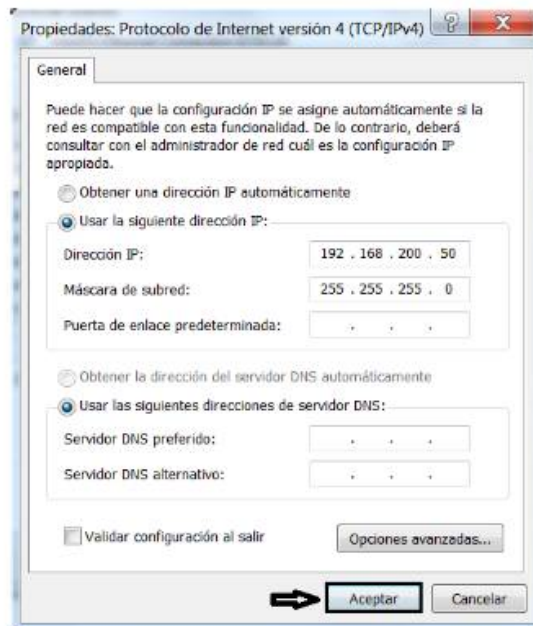 Propiedades: Protocolo de Internet versión 4 (TCP/IPv4)
General
Puede hacer que la configuración IP se asigne automáticamente si la
red es compatible con esta funcionalidad. De lo contrario, deberá
consultar con el administrador de red cuál es la configuración IP
apropiada.
Obtener una dirección IP automáticamente
Usar la siguiente dirección IP:
Dirección IP: 192 . 168 . 200 . 50
Máscara de subred: 255 . 255 . 255 . 0
Puerta de enlace predeterminada: . . .
Obtener la dirección del servidor DNS automáticamente
Usar las siguientes direcciones de servidor DNS:
Servidor DNS preferido: . . .
Servidor DNS alternativo: . . .
Validar configuración al salir
Opciones avanzadas...
Aceptar Cancelar